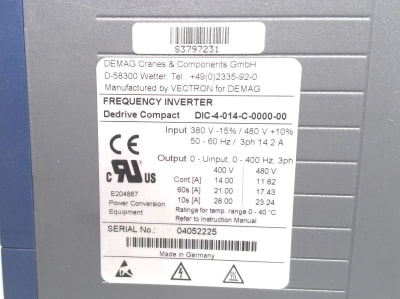 S3797231
DEMAG Cranes & Components GmbH
D-58300 Wetter, Tel. +49(0)2335-92-0
Manufactured by VECTRON for DEMAG
FREQUENCY INVERTER
Dedrive Compact DIC-4-014-C-0000-00
Input 380 V -15% / 480 V +10%
50 - 60 Hz / 3ph 14.2 A
Output 0 - Uinput, 0 - 400 Hz, 3ph
400 V 480 V
Cont.[A] 14.00 11.62
60s [A] 21.00 17.43
10s [A] 28.00 23.24
Ratings for temp. range 0 - 40 °C
Refer to Instruction Manual
CE
C UR US
E204867
Power Conversion
Equipment
SERIAL No.: 04052225
Made in Germany